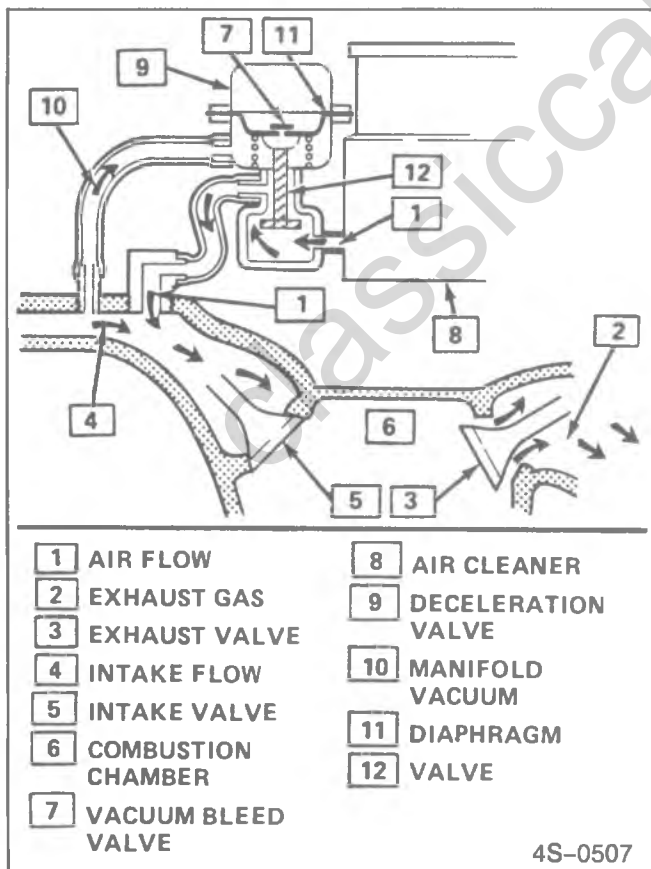 7 11
9
10
12
1
1
8
2
4
6
5 3
1 AIR FLOW
2 EXHAUST GAS
3 EXHAUST VALVE
4 INTAKE FLOW
5 INTAKE VALVE
6 COMBUSTION
CHAMBER
7 VACUUM BLEED
VALVE
8 AIR CLEANER
9 DECELERATION
VALVE
10 MANIFOLD
VACUUM
11 DIAPHRAGM
12 VALVE
4S-0507
classicca